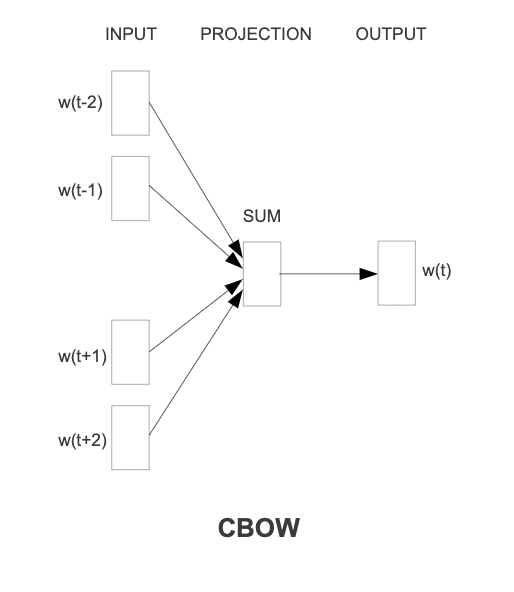 INPUT PROJECTION OUTPUT
w(t-2)
w(t-1)
SUM
w(t)
w(t+1)
w(t+2)
CBOW